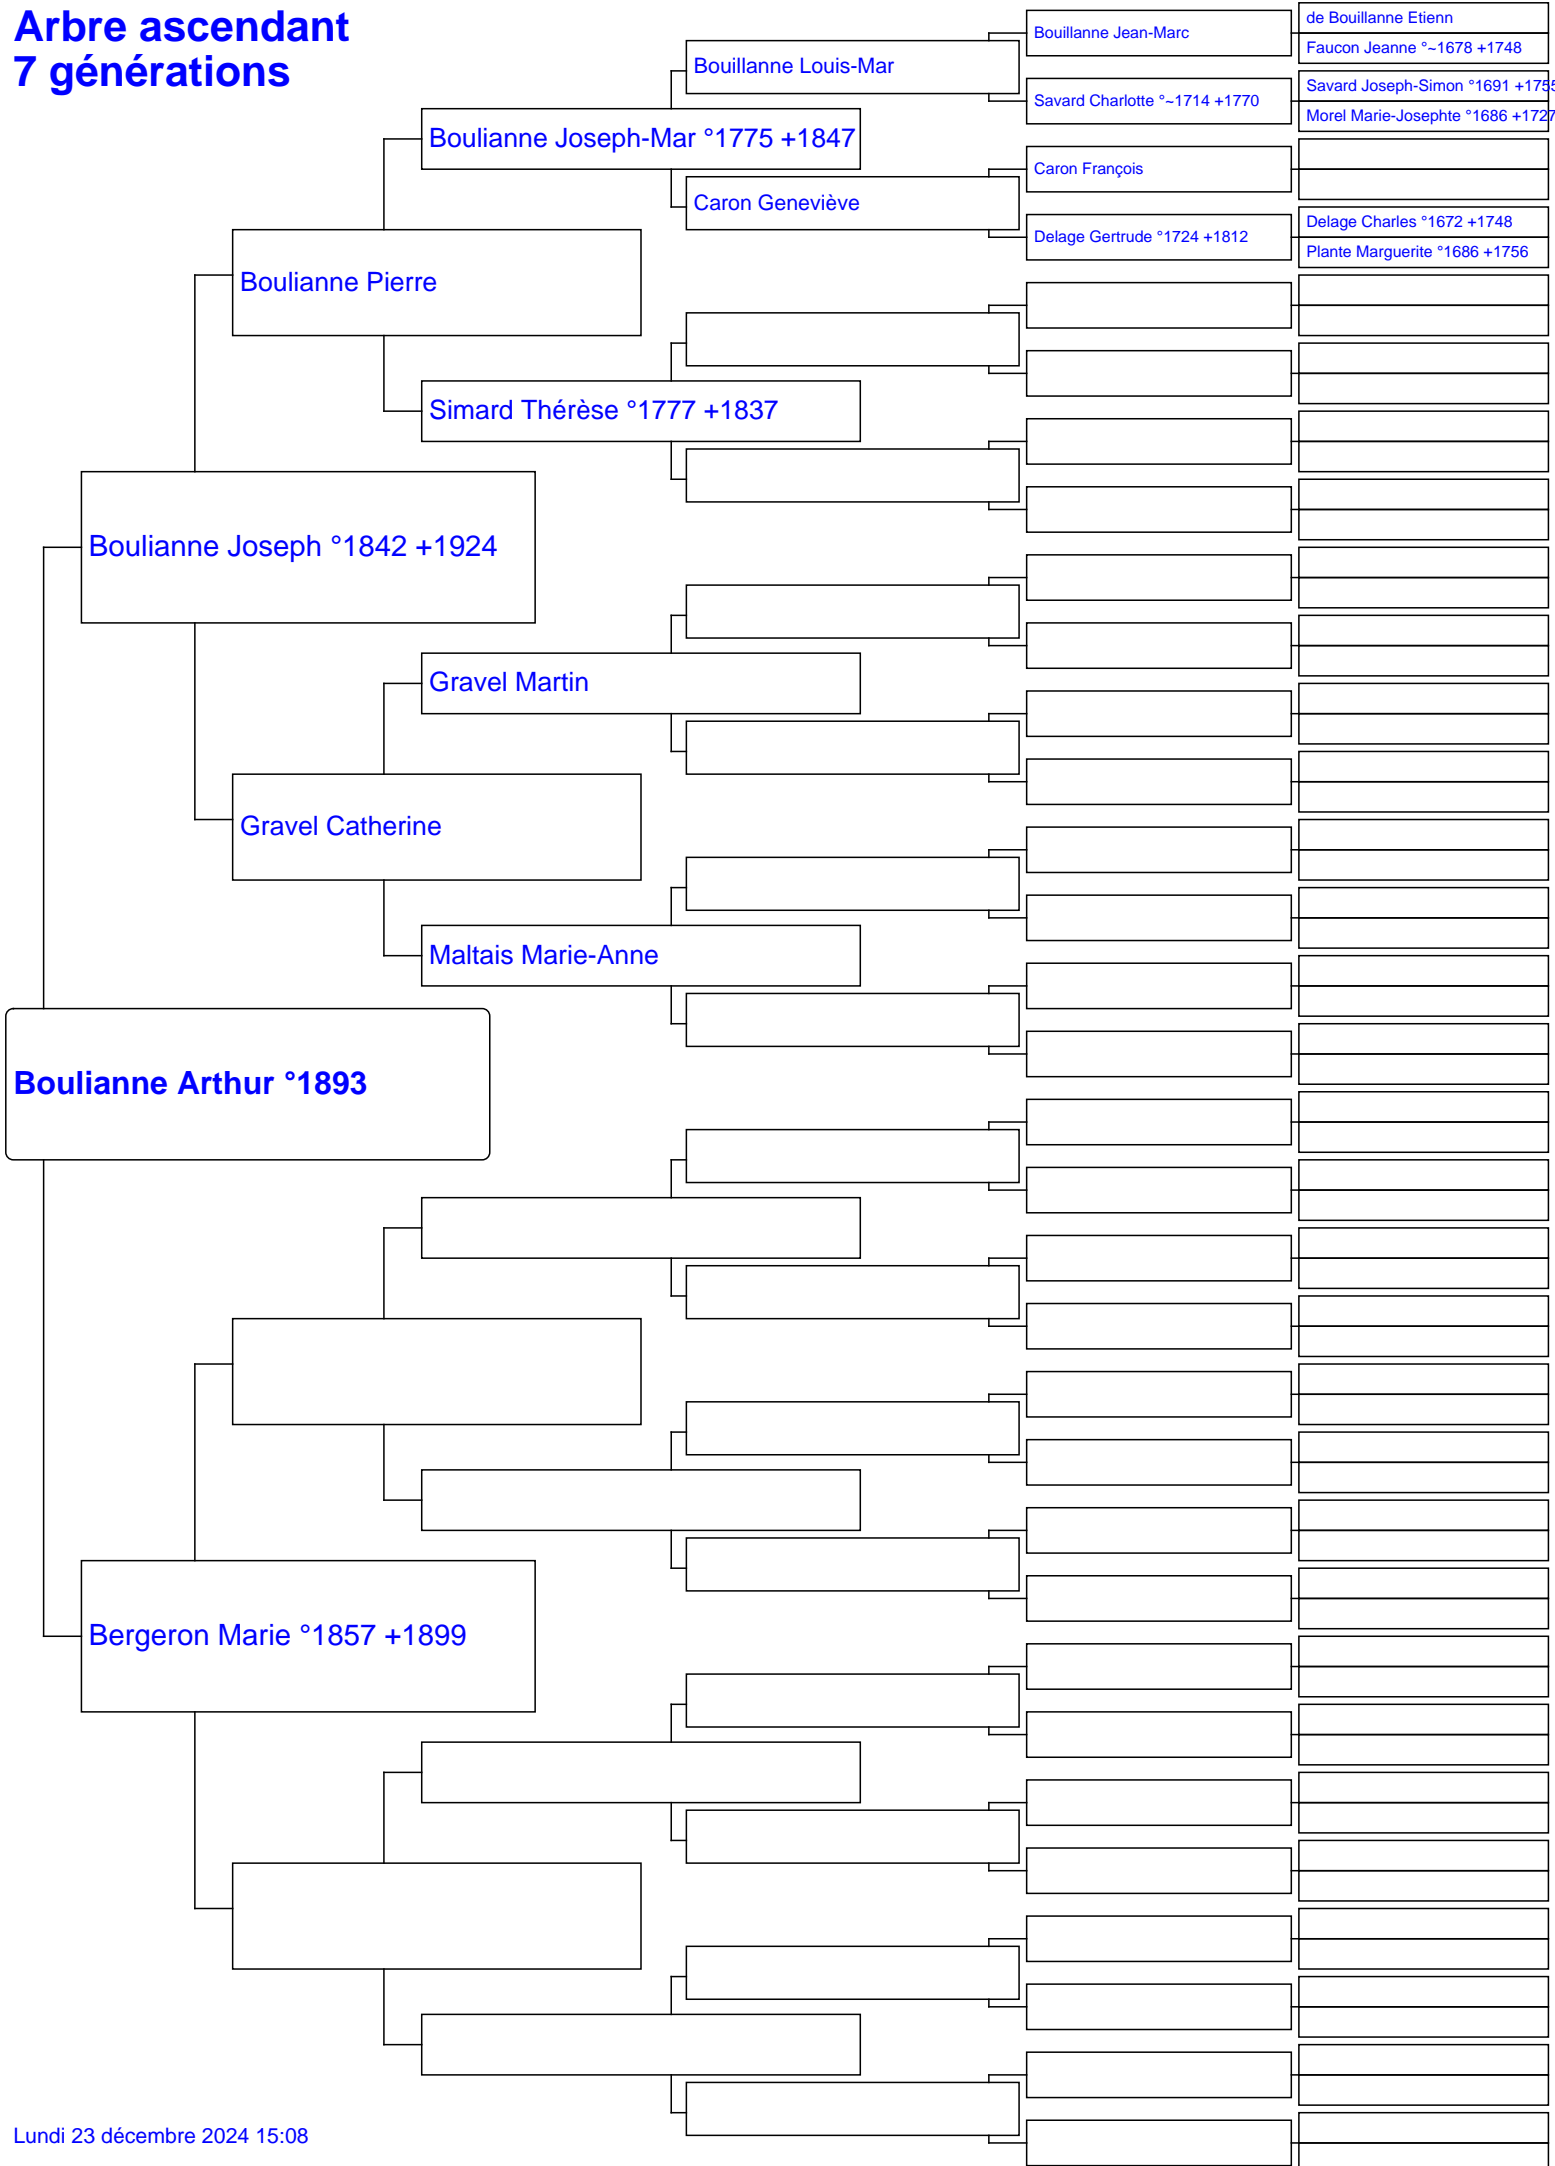 Arbre ascendant
7 générations
Bouillanne Jean-Marc
de Bouillanne Etienn
Faucon Jeanne °~1678 +1748
Bouillanne Louis-Mar
Savard Charlotte °~1714 +1770
Savard Joseph-Simon °1691 +1755
Morel Marie-Josephte °1686 +1727
Boulianne Joseph-Mar °1775 +1847
Caron François
Caron Geneviève
Delage Gertrude °1724 +1812
Delage Charles °1672 +1748
Plante Marguerite °1686 +1756
Boulianne Pierre
Simard Thérèse °1777 +1837
Boulianne Joseph °1842 +1924
Gravel Martin
Gravel Catherine
Maltais Marie-Anne
Boulianne Arthur °1893
Bergeron Marie °1857 +1899
Lundi 23 décembre 2024 15:08